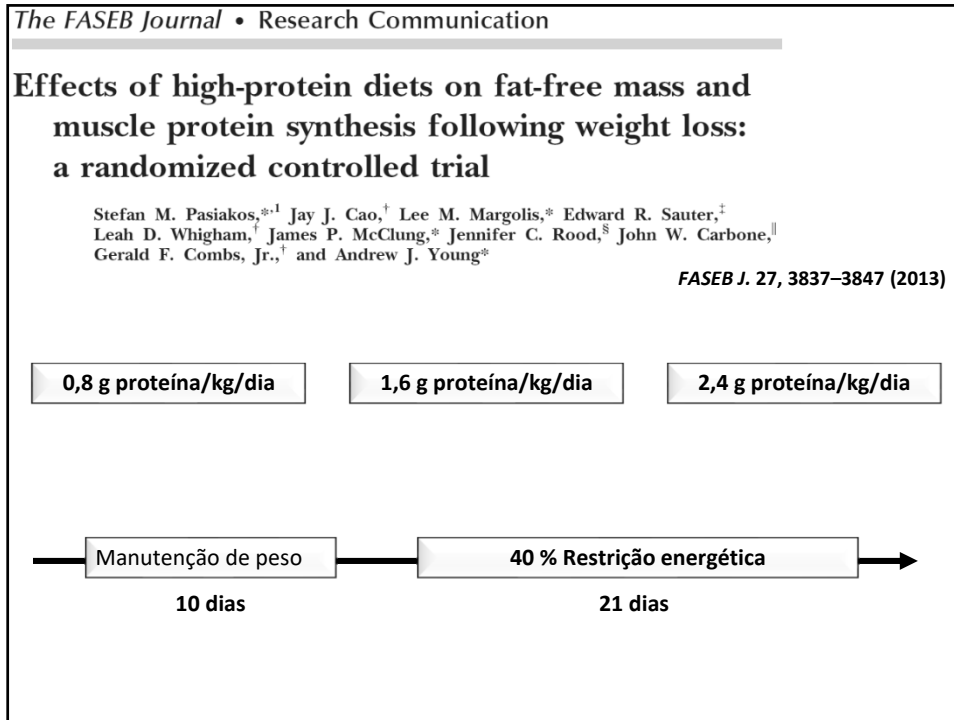 The FASEB Journal • Research Communication
Effects of high-protein diets on fat-free mass and
muscle protein synthesis following weight loss:
a randomized controlled trial
Stefan M. Pasiakos,*,1 Jay J. Cao,† Lee M. Margolis,* Edward R. Sauter,‡
Leah D. Whigham,† James P. McClung,* Jennifer C. Rood,§ John W. Carbone,‖
Gerald F. Combs, Jr.,† and Andrew J. Young*
FASEB J. 27, 3837–3847 (2013)
0,8 g proteína/kg/dia
1,6 g proteína/kg/dia
2,4 g proteína/kg/dia
Manutenção de peso
40 % Restrição energética
10 dias
21 dias